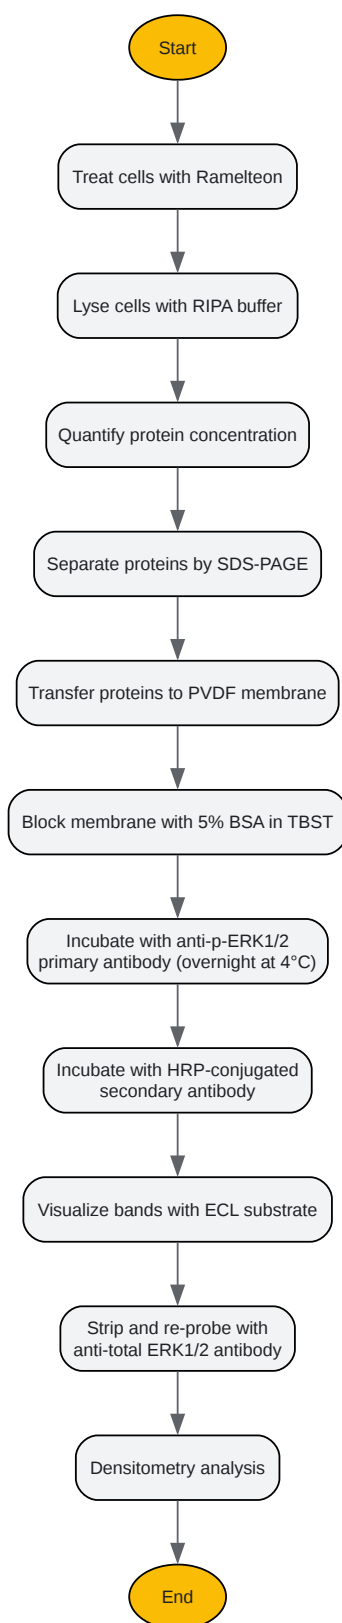 Start
Treat cells with Ramelteon
Lyse cells with RIPA buffer
Quantify protein concentration
Separate proteins by SDS-PAGE
Transfer proteins to PVDF membrane
Block membrane with 5% BSA in TBST
Incubate with anti-p-ERK1/2
primary antibody (overnight at 4°C)
Incubate with HRP-conjugated
secondary antibody
Visualize bands with ECL substrate
Strip and re-probe with
anti-total ERK1/2 antibody
Densitometry analysis
End